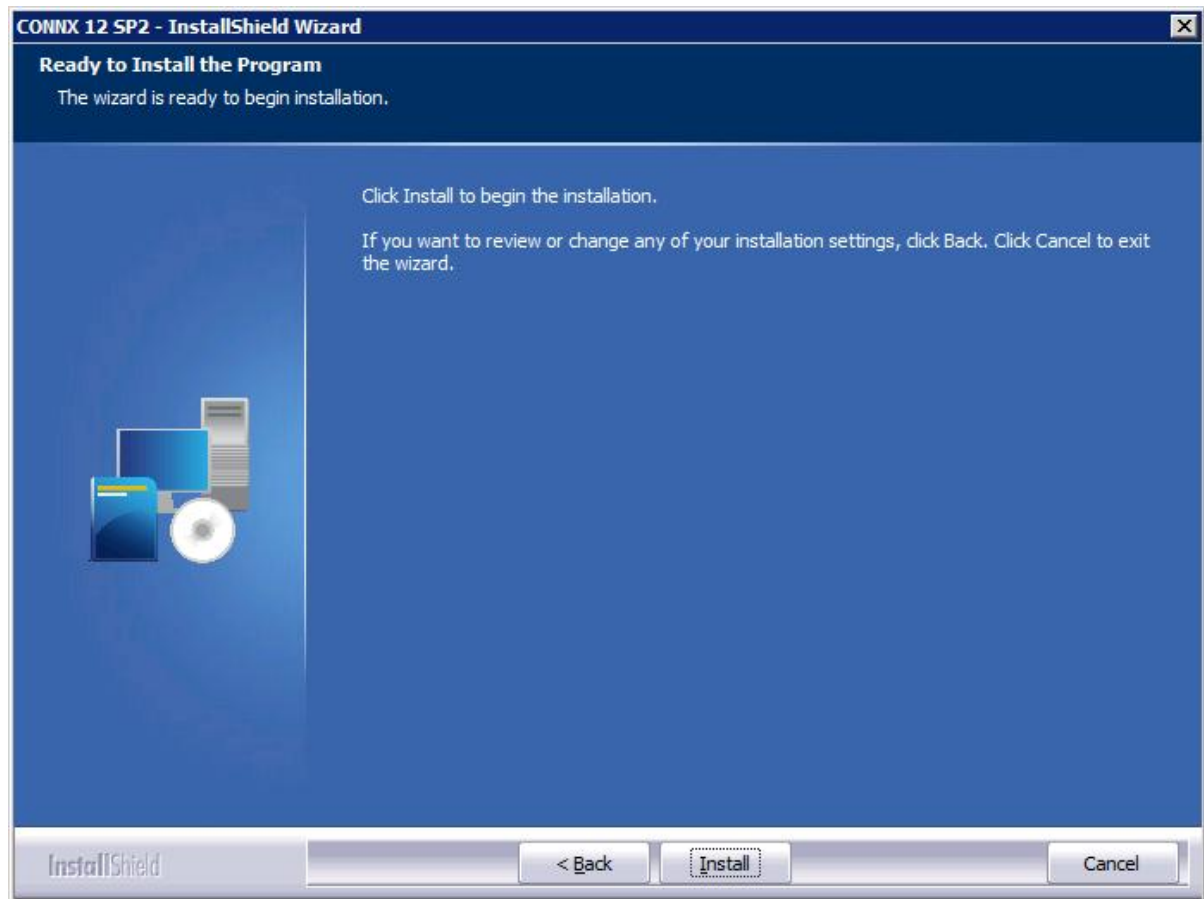 CONNX 12 SP2 - InstallShield Wizard
Ready to Install the Program
The wizard is ready to begin installation.
Click Install to begin the installation.
If you want to review or change any of your installation settings, click Back. Click Cancel to exit
the wizard.
InstallShield
< Back
Install
Cancel